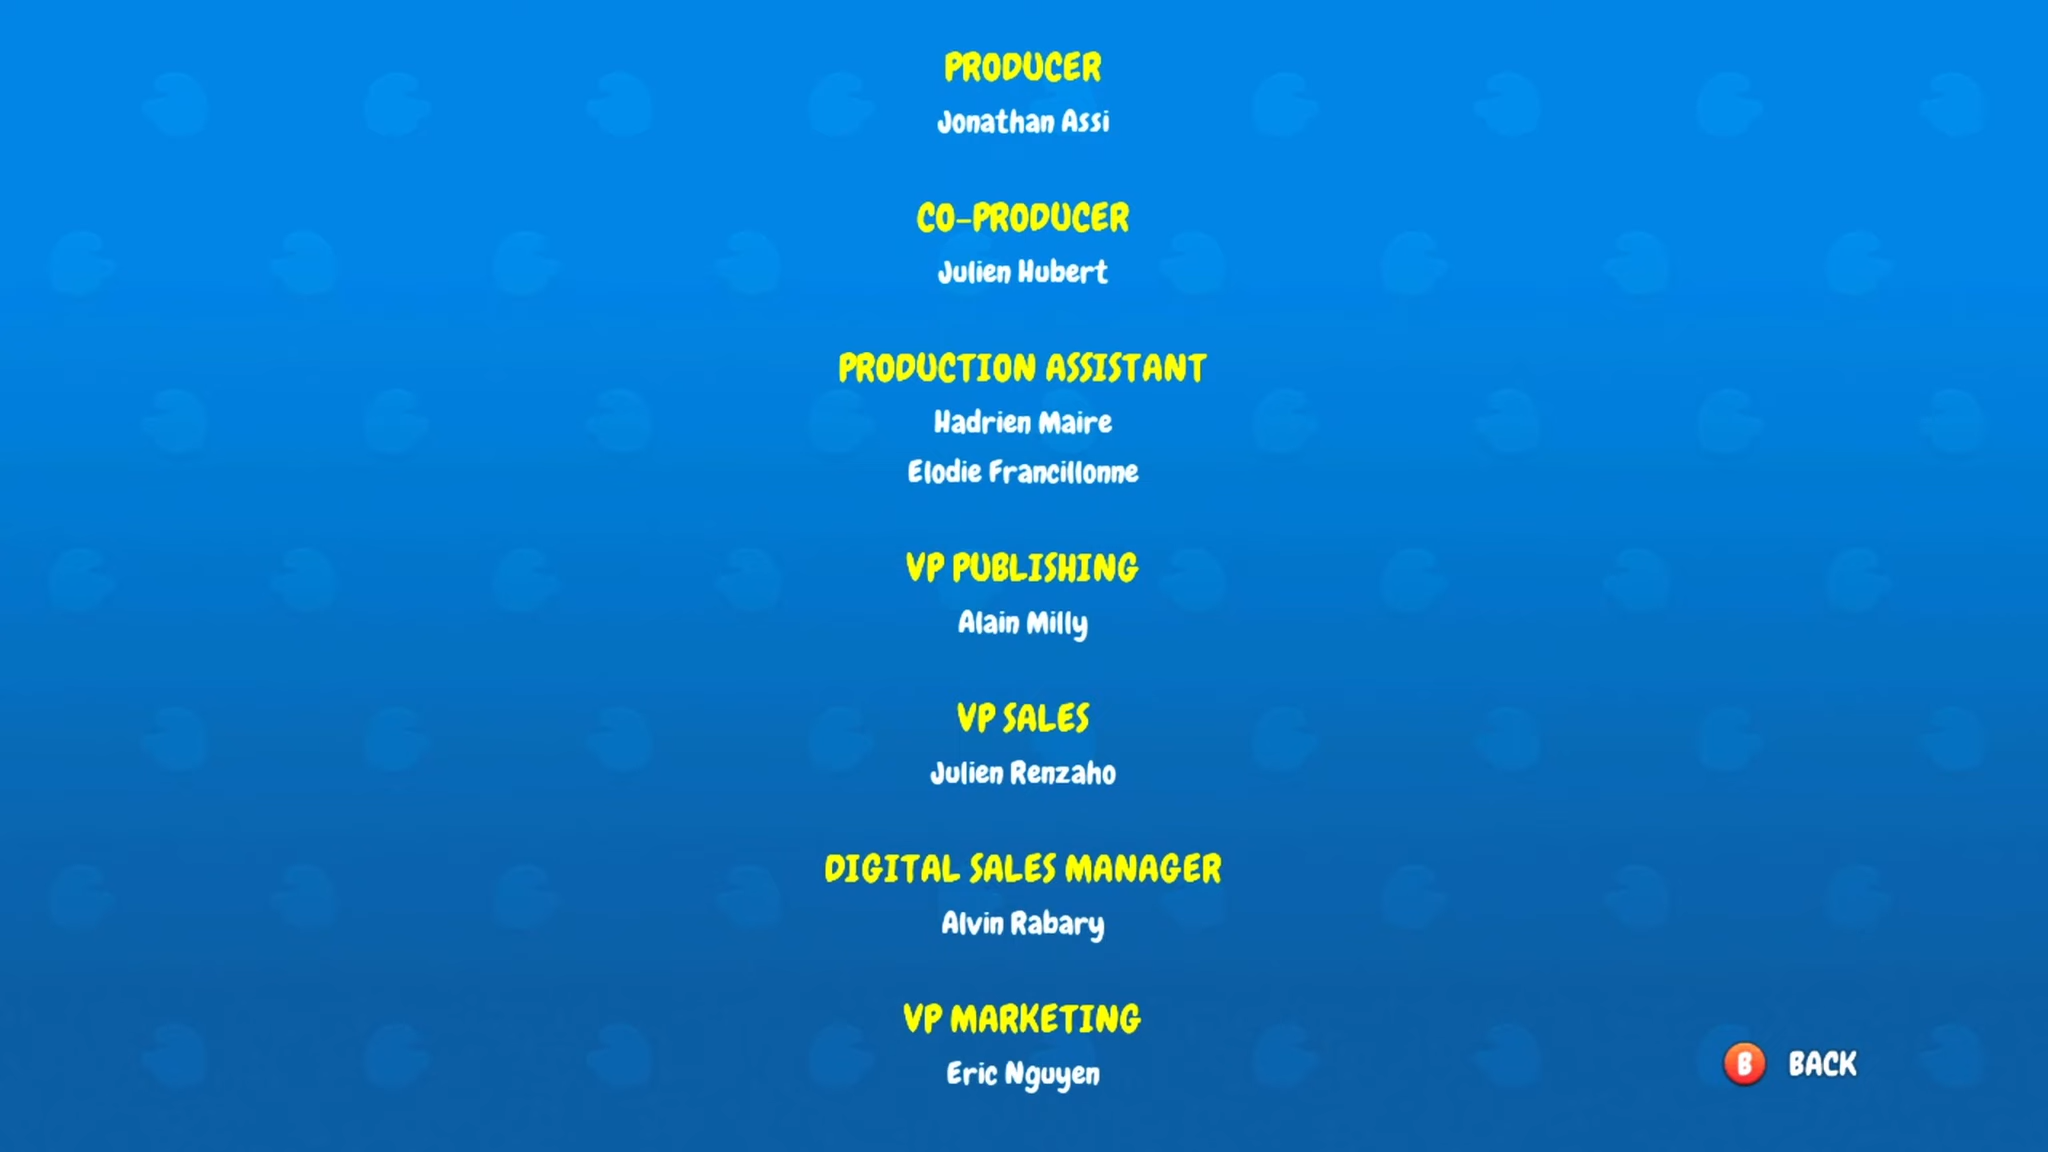 PRODUCER
Jonathan Assi
CO-PRODUCER
Julien Hubert
PRODUCTION ASSISTANT
Hadrien Maire
Elodie Francillonne
VP PUBLISHING
Alain Milly
VP SALES
Julien Renzaho
DIGITAL SALES MANAGER
Alvin Rabary
VP MARKETING
Eric Nguyen
B BACK